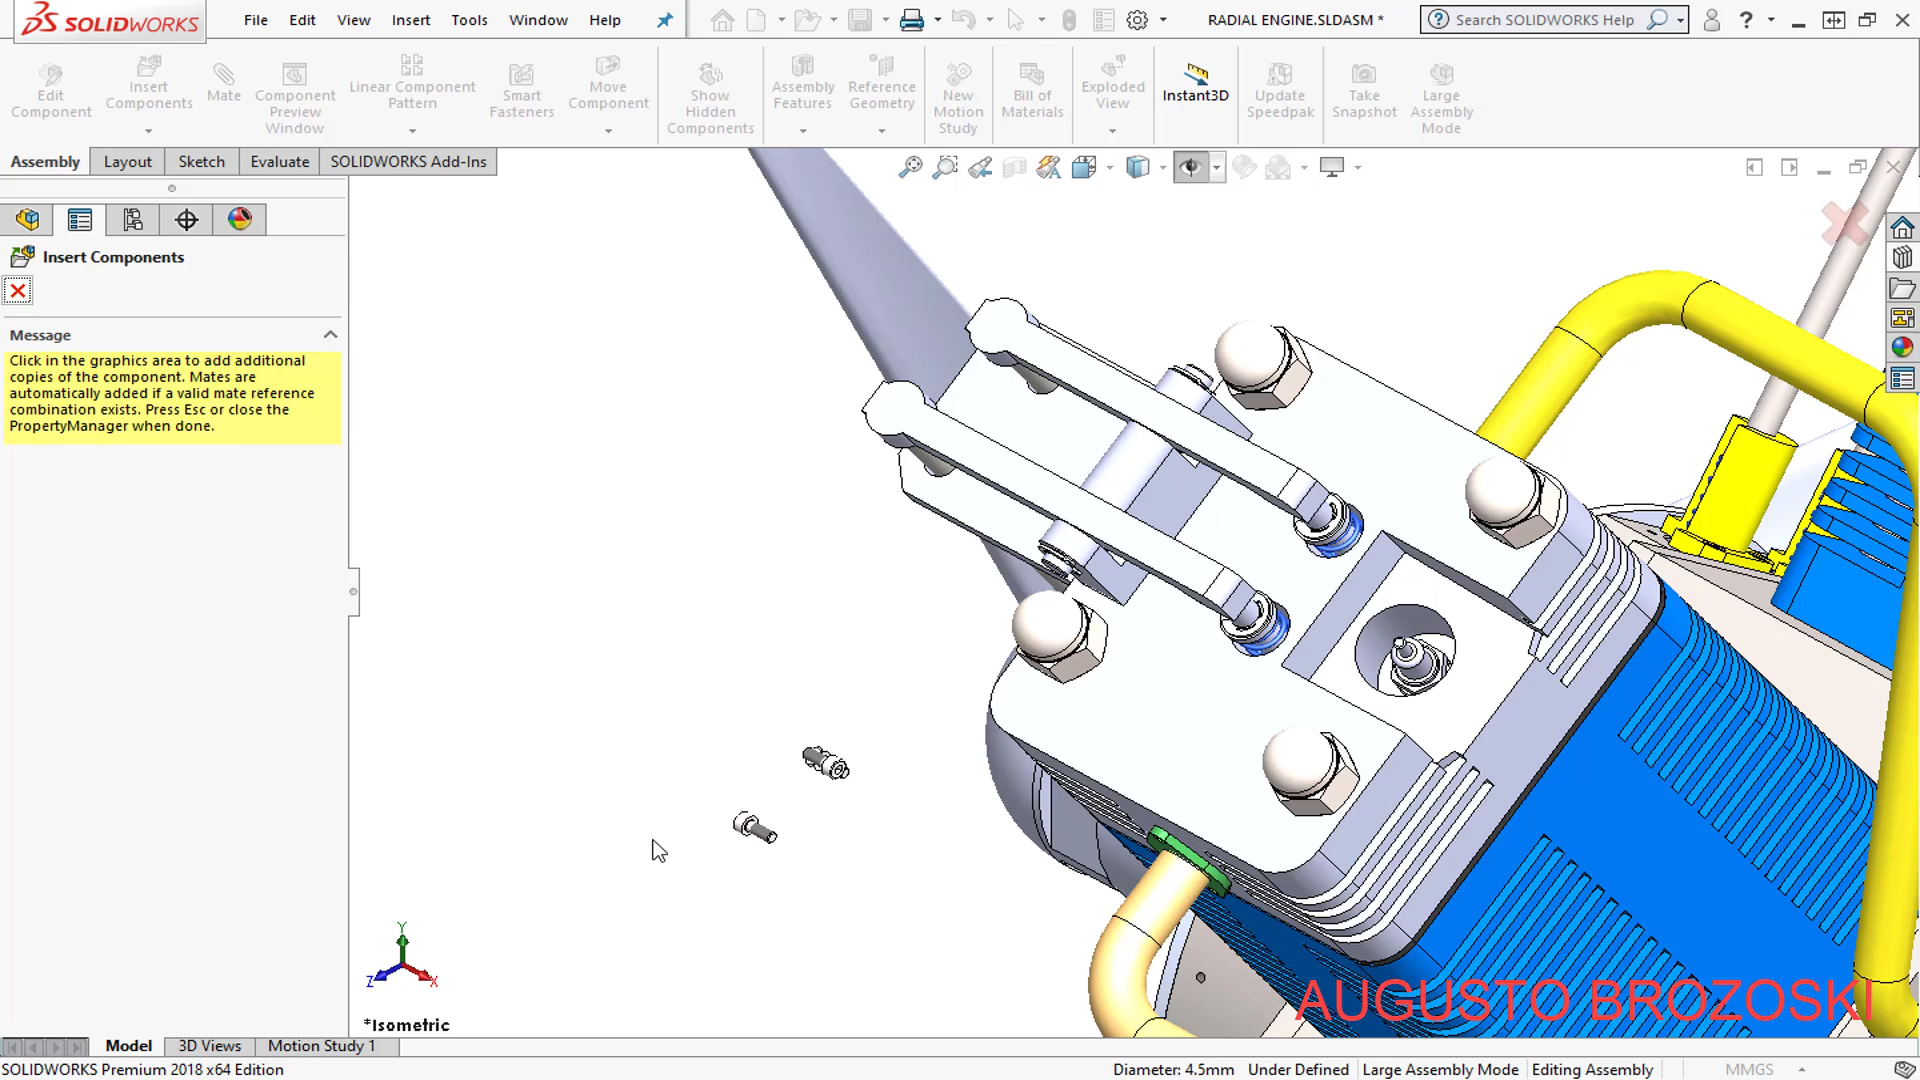 SOLIDWORKS
File Edit View Insert Tools Window Help
RADIAL ENGINE.SLDASM *
Search SOLIDWORKS Help
Edit Component
Insert Components
Mate
Component Preview Window
Linear Component Pattern
Smart Fasteners
Move Component
Show Hidden Components
Assembly Features
Reference Geometry
New Motion Study
Bill of Materials
Exploded View
Instant3D
Update Speedpak
Take Snapshot
Large Assembly Mode
Assembly Layout Sketch Evaluate SOLIDWORKS Add-Ins
Insert Components
Message
Click in the graphics area to add additional
copies of the component. Mates are
automatically added if a valid mate reference
combination exists. Press Esc or close the
PropertyManager when done.
Y
Z X
*Isometric
AUGUSTO BROZOSKI
Model 3D Views Motion Study 1
SOLIDWORKS Premium 2018 x64 Edition
Diameter: 4.5mm Under Defined Large Assembly Mode Editing Assembly MMGS